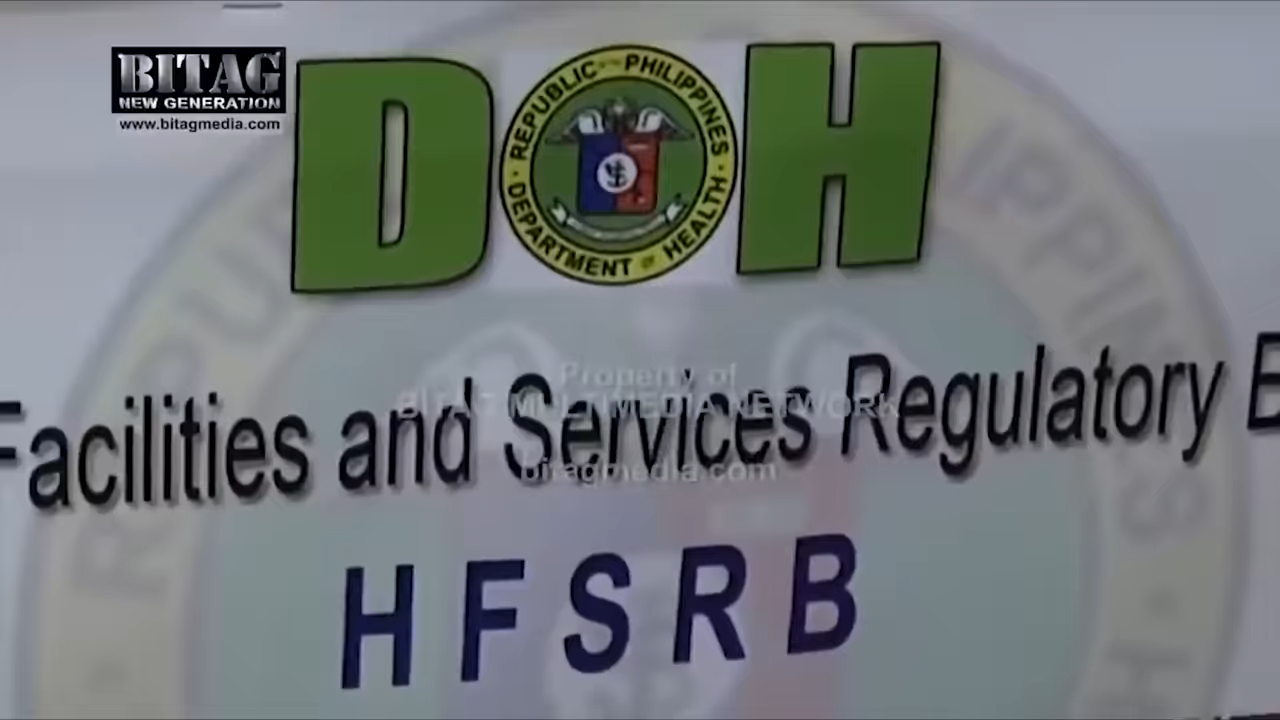 BITAG
NEW GENERATION
www.bitagmedia.com
DOH
REPUBLIC OF THE PHILIPPINES
DEPARTMENT OF HEALTH
Facilities and Services Regulatory B
Property of
BITAG MULTIMEDIA NETWORK
bitagmedia.com
HFSRB